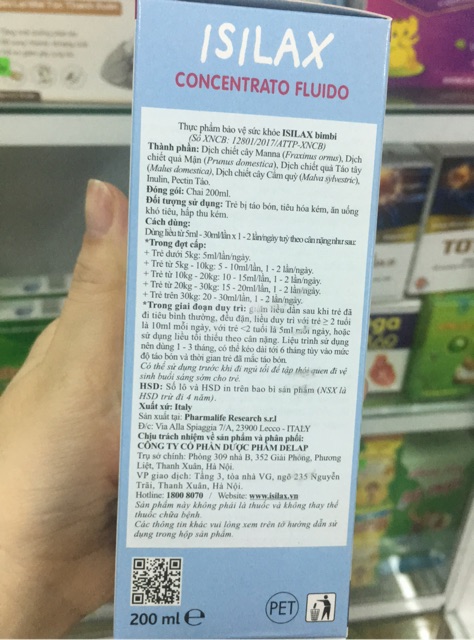 ISILAX
CONCENTRATO FLUIDO
Thực phẩm bảo vệ sức khỏe ISILAX bimbi
(Số XNCB: 12801/2017/ATTP-XNCB)
Thành phần: Dịch chiết cây Manna (Fraxinus ornus), Dịch
chiết quả Mận (Prunus domestica), Dịch chiết quả Táo tây
(Malus domestica), Dịch chiết cây Cẩm quỳ (Malva sylvestric),
Inulin, Pectin Táo.
Đóng gói: Chai 200ml.
Đối tượng sử dụng: Trẻ bị táo bón, tiêu hóa kém, ăn uống
khó tiêu, hấp thu kém.
Cách dùng:
Dùng liều từ 5ml - 30ml/lần x 1 - 2 lần/ngày tuỳ theo cân nặng như sau:
*Trong đợt cấp:
+ Trẻ dưới 5kg: 5ml/lần, 1 - 2 lần/ngày.
+ Trẻ từ 5kg - 10kg: 5 - 10ml/lần, 1 - 2 lần/ngày.
+ Trẻ từ 10kg - 20kg: 10 - 15ml/lần, 1 - 2 lần/ngày.
+ Trẻ từ 20kg - 30kg: 15 - 20ml/lần, 1 - 2 lần/ngày.
+ Trẻ trên 30kg: 20 - 30ml/lần, 1 - 2 lần/ngày.
*Trong giai đoạn duy trì: giảm liều dần sau khi trẻ đã
đi tiêu bình thường, đều đặn, liều duy trì với trẻ ≥ 2 tuổi
là 10ml mỗi ngày, với trẻ <2 tuổi là 5ml mỗi ngày, hoặc
sử dụng liều tối thiểu theo cân nặng. Liệu trình sử dụng
nên dùng 1 - 3 tháng, có thể kéo dài tới 6 tháng tùy vào mức
độ táo bón và thời gian trẻ đã mắc táo bón.
Có thể sử dụng trước khi đi ngủ tối để tập thói quen đi vệ
sinh buổi sáng sớm cho trẻ.
HSD: Số lô và HSD in trên bao bì sản phẩm (NSX là
HSD trừ đi 4 năm).
Xuất xứ: Italy
Sản xuất tại: Pharmalife Research s.r.l
Đ/c: Via Alla Spiaggia 7/A, 23900 Lecco - ITALY
Chịu trách nhiệm về sản phẩm và phân phối:
CÔNG TY CỔ PHẦN DƯỢC PHẨM DELAP
Trụ sở chính: Phòng 309 nhà B, 352 Giải Phóng, Phương
Liệt, Thanh Xuân, Hà Nội.
VP giao dịch: Tầng 3, tòa nhà VG, ngõ 235 Nguyễn
Trãi, Thanh Xuân, Hà Nội.
Hotline: 1800 8070 / Website: www.isilax.vn
Sản phẩm này không phải là thuốc và không thay thế
thuốc chữa bệnh.
Các thông tin khác vui lòng xem trên tờ hướng dẫn sử
dụng trong hộp sản phẩm.
200 ml e
PET
TO